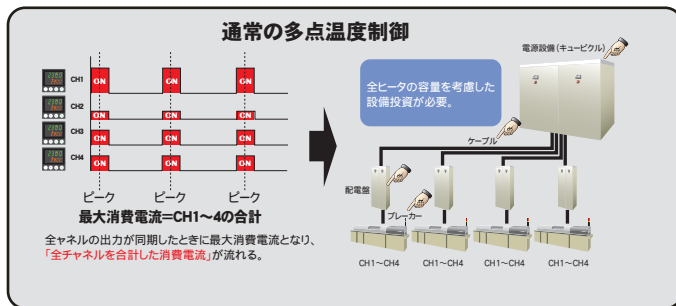 通常の多点温度制御
電源設備(キュービクル)
CH1
ON ON ON
CH2
ON ON ON
CH3
ON ON ON
CH4
ON ON ON
ピーク ピーク ピーク
最大消費電流=CH1~4の合計
全ャネルの出力が同期したときに最大消費電流となり、
「全チャネルを合計した消費電流」が流れる。
全ヒータの容量を考慮した
設備投資が必要。
ケーブル
配電盤
ブレーカー
CH1~CH4 CH1~CH4 CH1~CH4 CH1~CH4